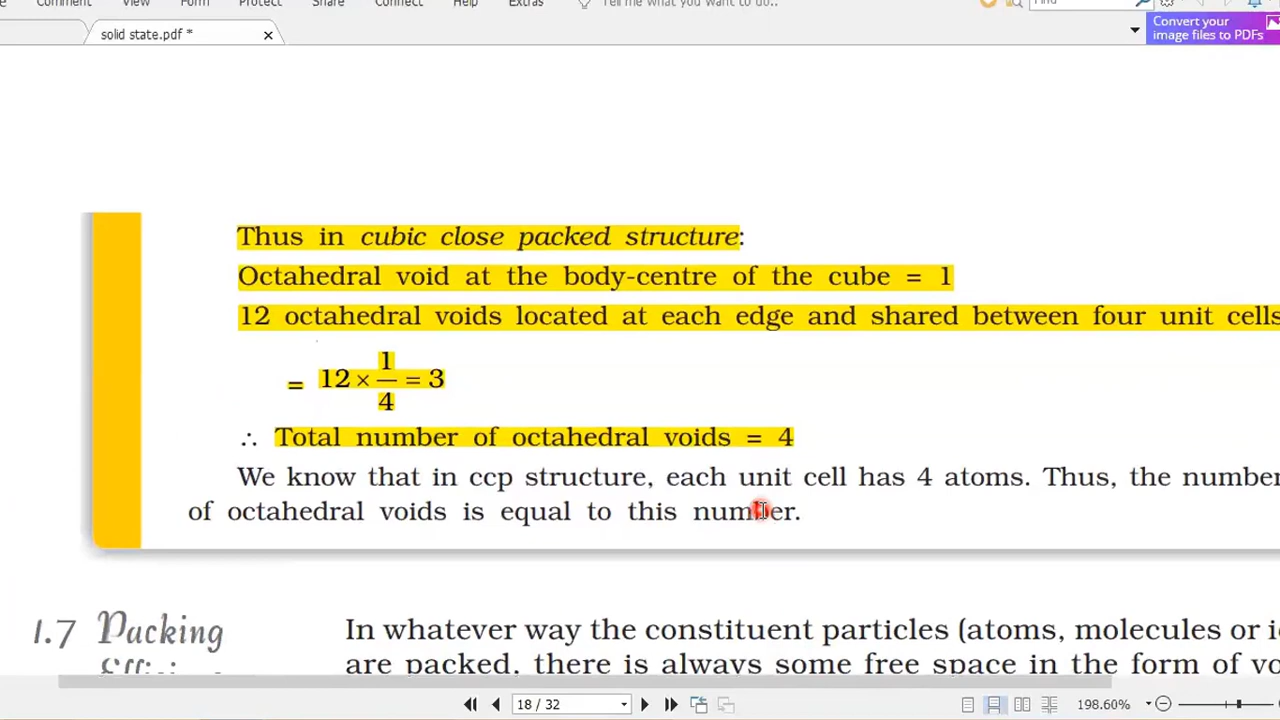 Comment View Form Protect Share Connect Help Extras Tell me what you want to do.. Find
solid state.pdf * ×
Convert your
image files to PDFs
Thus in cubic close packed structure:
Octahedral void at the body-centre of the cube = 1
12 octahedral voids located at each edge and shared between four unit cells
= 12 × 1/4 = 3
∴ Total number of octahedral voids = 4
We know that in ccp structure, each unit cell has 4 atoms. Thus, the number
of octahedral voids is equal to this number.
1.7 Packing
In whatever way the constituent particles (atoms, molecules or
are packed, there is always some free space in the form of
18 / 32
198.60%